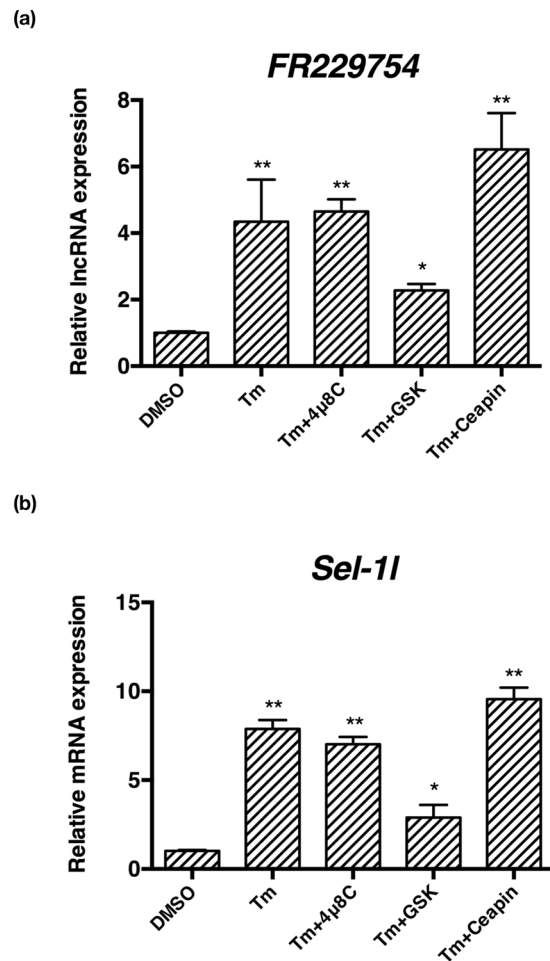 (a)
FR229754
Relative lncRNA expression
8
6
4
2
0
**
**
*
**
DMSO
Tm
Tm+4µ8C
Tm+GSK
Tm+Ceapin
(b)
Sel-1l
Relative mRNA expression
15
10
5
0
**
**
*
**
DMSO
Tm
Tm+4µ8C
Tm+GSK
Tm+Ceapin